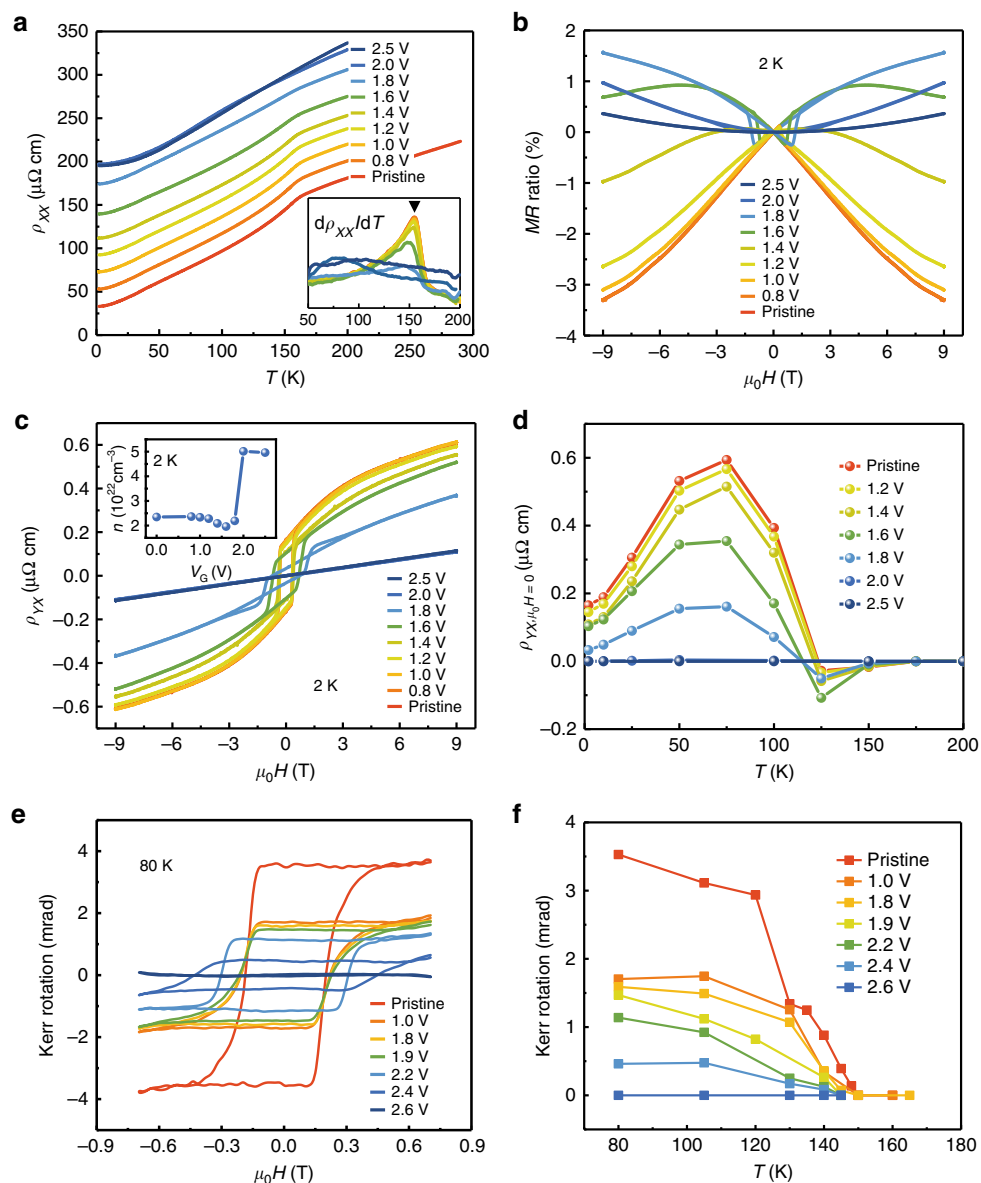 a
ρXX (μΩ cm)
350
300
250
200
150
100
50
0
2.5 V
2.0 V
1.8 V
1.6 V
1.4 V
1.2 V
1.0 V
0.8 V
Pristine
dρXX/dT
50 100 150 200
0 50 100 150 200 250 300
T (K)
b
MR ratio (%)
2
1
0
−1
−2
−3
−4
2 K
2.5 V
2.0 V
1.8 V
1.6 V
1.4 V
1.2 V
1.0 V
0.8 V
Pristine
−9 −6 −3 0 3 6 9
μ0H (T)
c
ρYX (μΩ cm)
0.6
0.4
0.2
0.0
−0.2
−0.4
−0.6
n (10²²cm⁻³)
5
4
3
2
2 K
0.0 1.0 2.0
VG (V)
2.5 V
2.0 V
1.8 V
1.6 V
1.4 V
1.2 V
1.0 V
0.8 V
Pristine
2 K
−9 −6 −3 0 3 6 9
μ0H (T)
d
ρYX,μ0H = 0 (μΩ cm)
0.6
0.4
0.2
0.0
−0.2
Pristine
1.2 V
1.4 V
1.6 V
1.8 V
2.0 V
2.5 V
0 50 100 150 200
T (K)
e
Kerr rotation (mrad)
4
2
0
−2
−4
80 K
Pristine
1.0 V
1.8 V
1.9 V
2.2 V
2.4 V
2.6 V
−0.9 −0.6 −0.3 0.0 0.3 0.6 0.9
μ0H (T)
f
Kerr rotation (mrad)
4
3
2
1
0
Pristine
1.0 V
1.8 V
1.9 V
2.2 V
2.4 V
2.6 V
80 100 120 140 160 180
T (K)